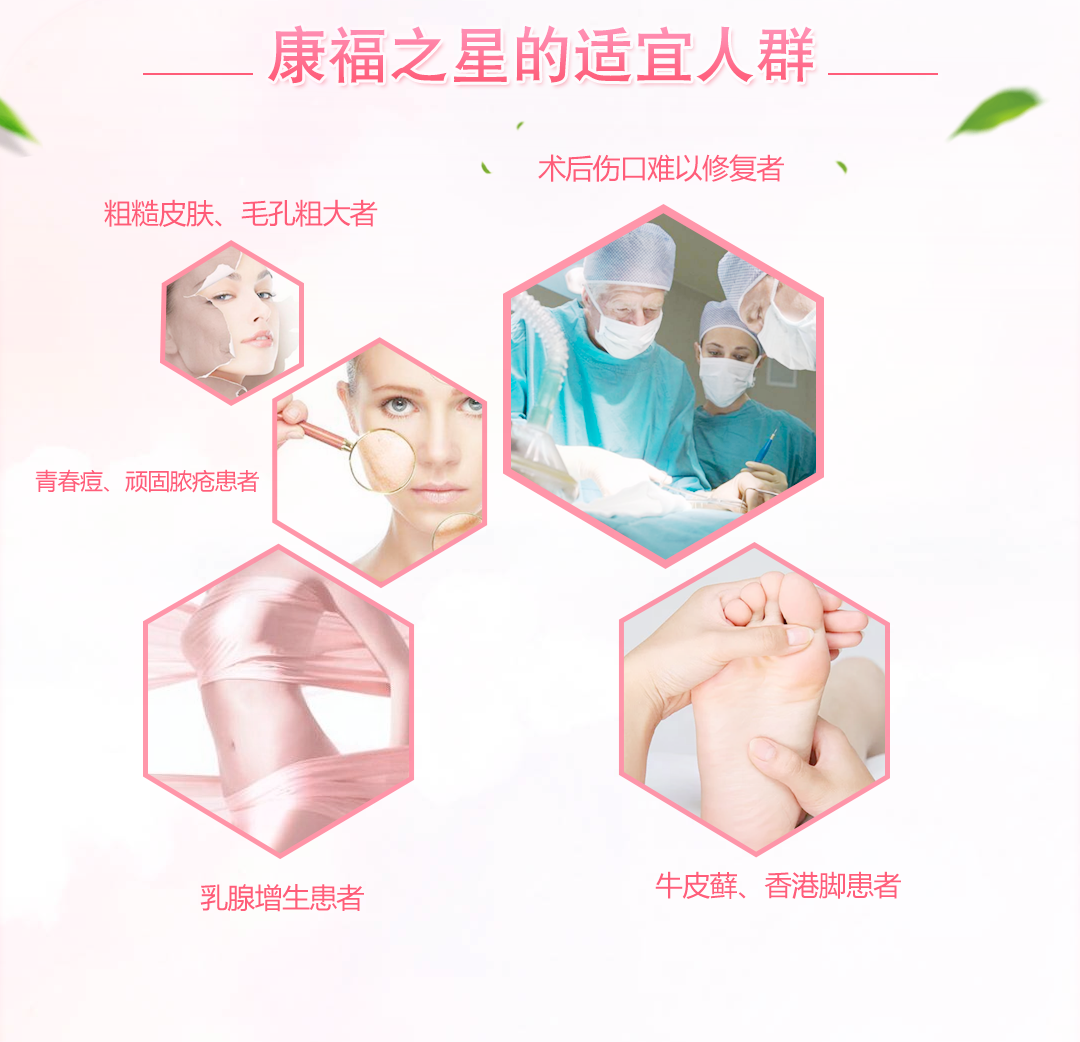 康福之星的适宜人群
术后伤口难以修复者
粗糙皮肤、毛孔粗大者
青春痘、顽固脓疮患者
乳腺增生患者
牛皮藓、香港脚患者